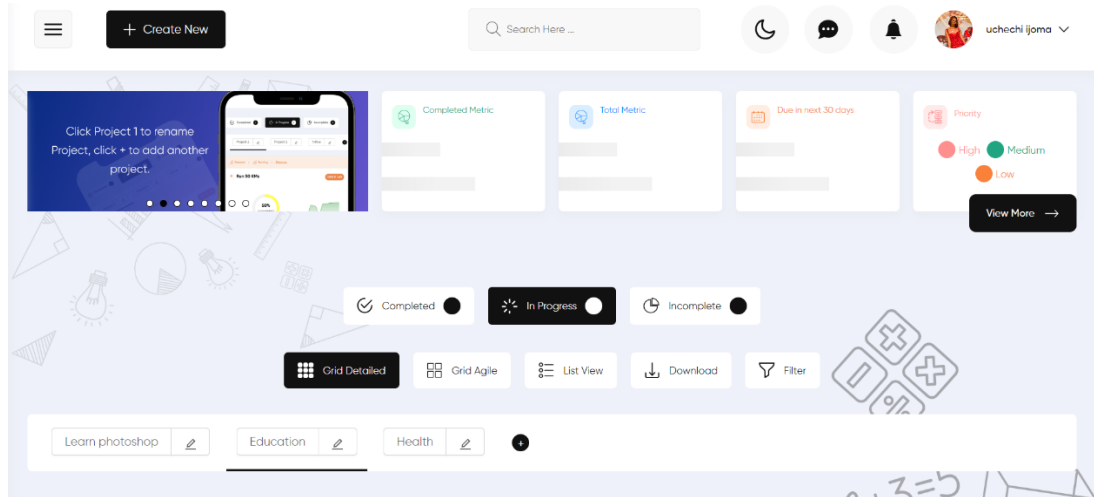 + Create New
Search Here ...
uchechi ijoma
Click Project 1 to rename
Project, click + to add another
project.
Completed Metric
Total Metric
Due in next 30 days
Priority
High Medium
Low
View More →
Completed
In Progress
Incomplete
Grid Detailed
Grid Agile
List View
Download
Filter
Learn photoshop
Education
Health
+
3=5